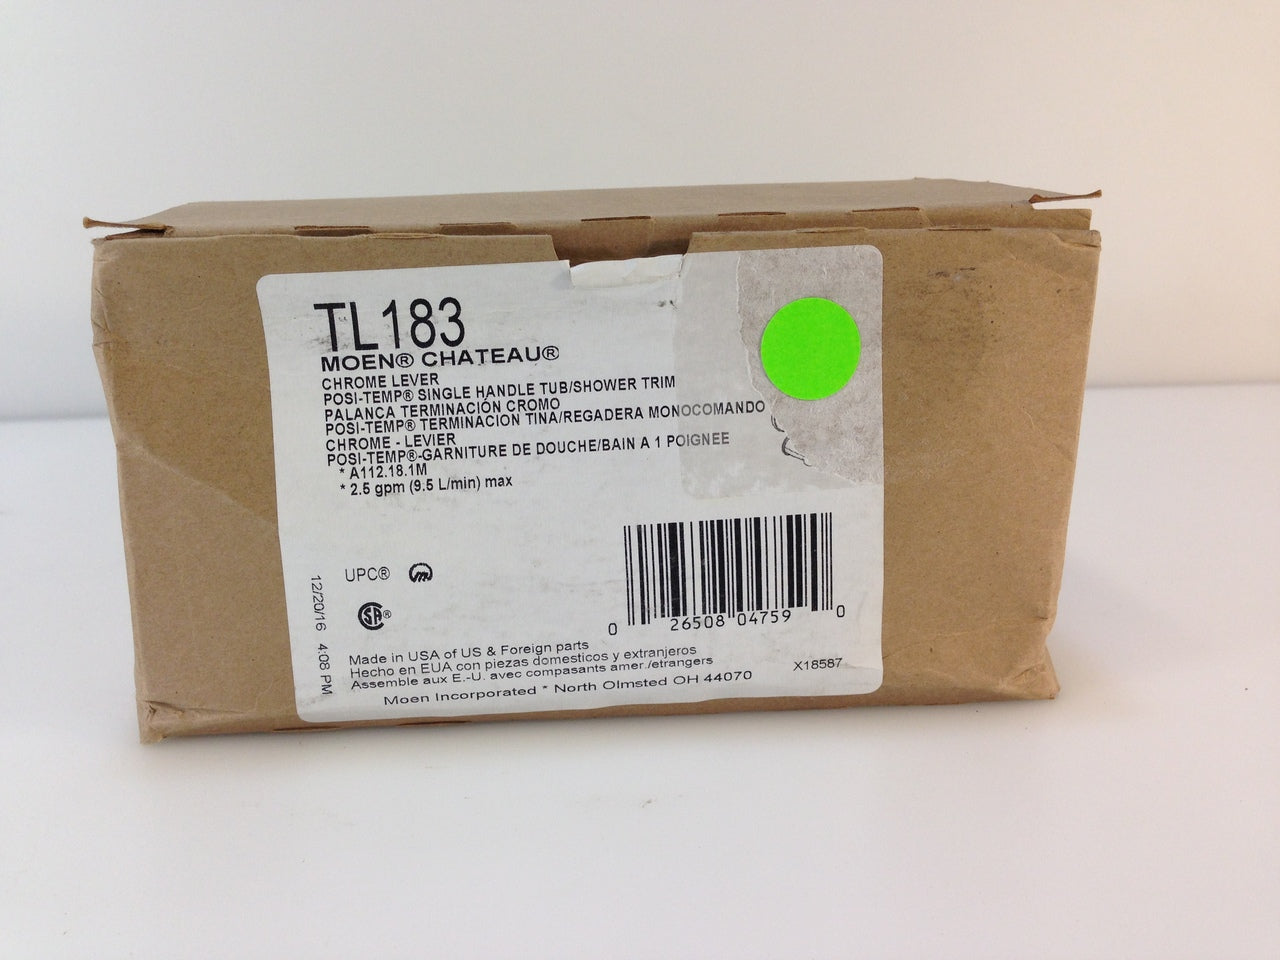 TL183
MOEN® CHATEAU®
CHROME LEVER
POSI-TEMP® SINGLE HANDLE TUB/SHOWER TRIM
PALANCA TERMINACIÓN CROMO
POSI-TEMP® TERMINACION TINA/REGADERA MONOCOMANDO
CHROME - LEVIER
POSI-TEMP®-GARNITURE DE DOUCHE/BAIN A 1 POIGNEE
* A112.18.1M
* 2.5 gpm (9.5 L/min) max
UPC®
SA®
12/20/16 4:08 PM
0 26508 04759 0
Made in USA of US & Foreign parts
Hecho en EUA con piezas domesticos y extranjeros
Assemble aux E.-U. avec compasants amer./etrangers
X18587
Moen Incorporated * North Olmsted OH 44070